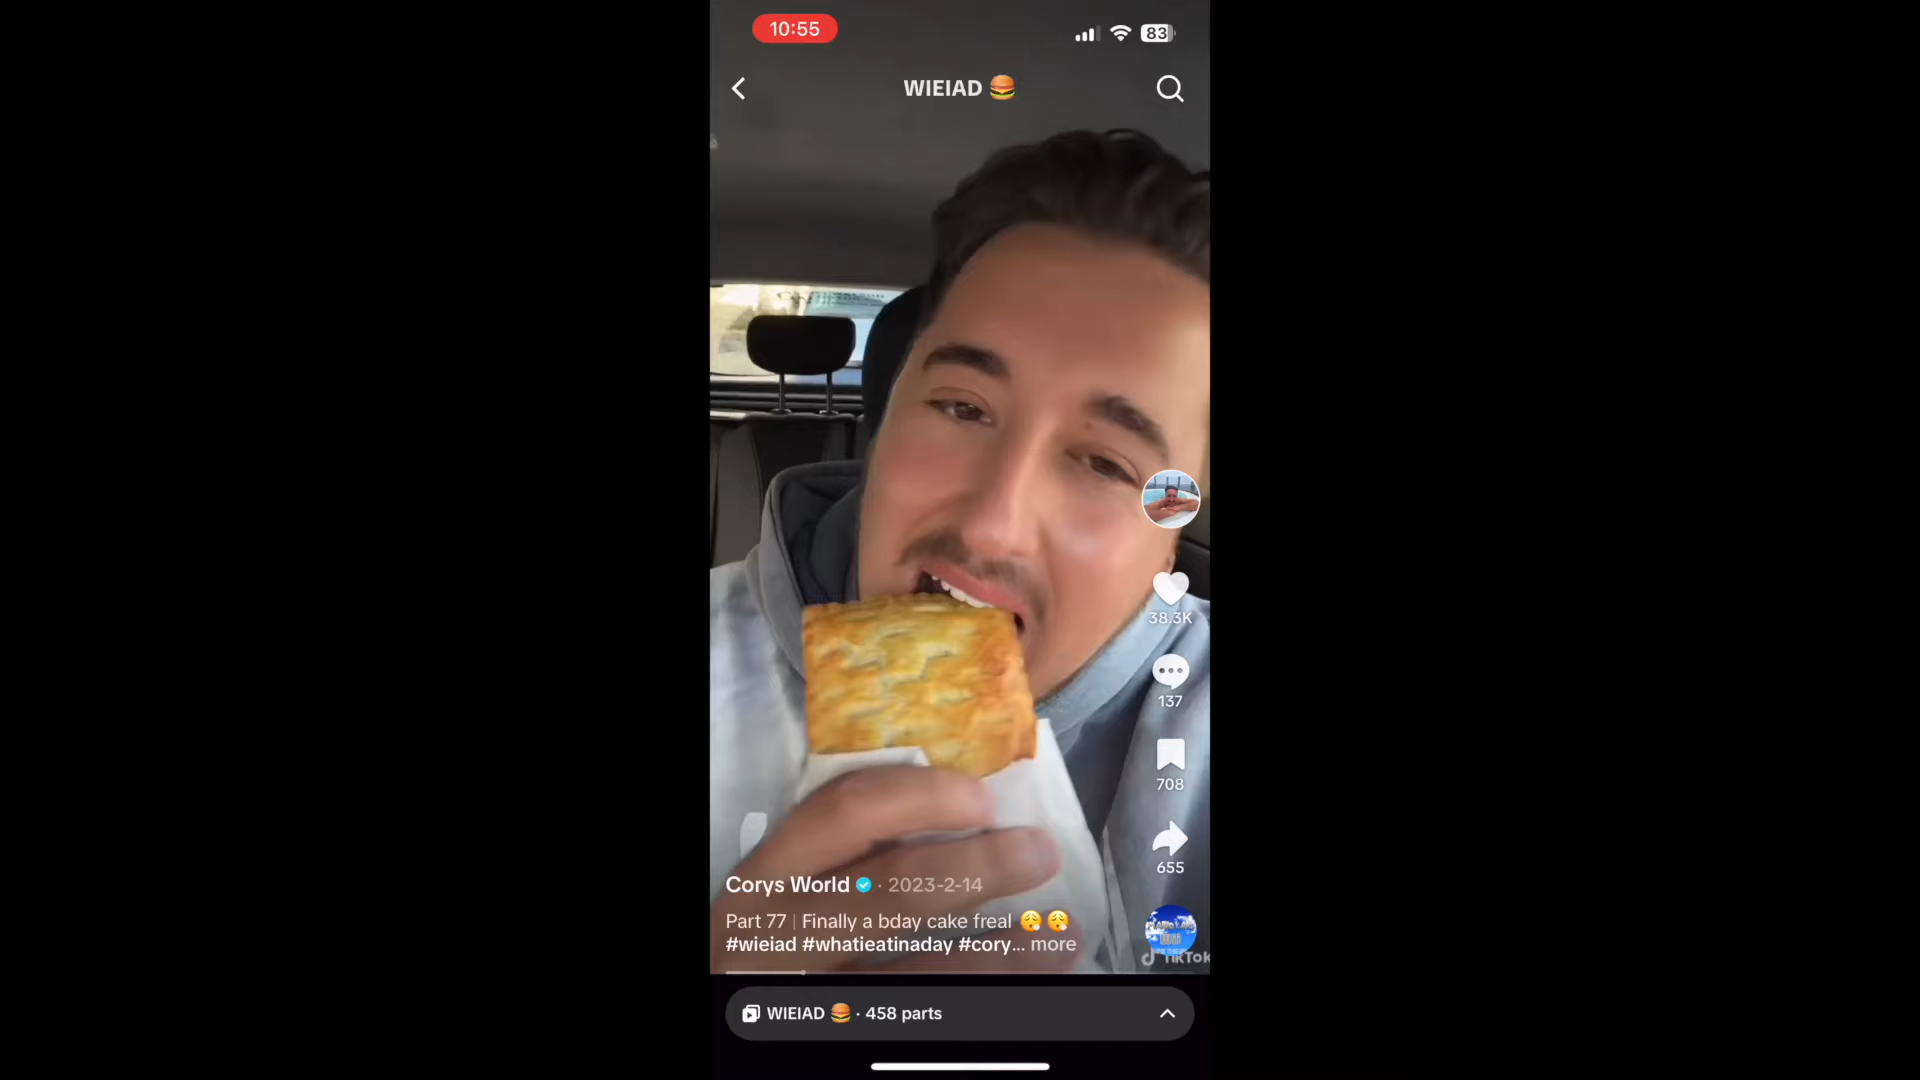 10:55
83
WIEIAD 🍔
38.3K
137
708
655
Corys World · 2023-2-14
Part 77 | Finally a bday cake freal 😮‍💨 😮‍💨
#wieiad #whatieatinaday #cory... more
TikTok
WIEIAD 🍔 · 458 parts